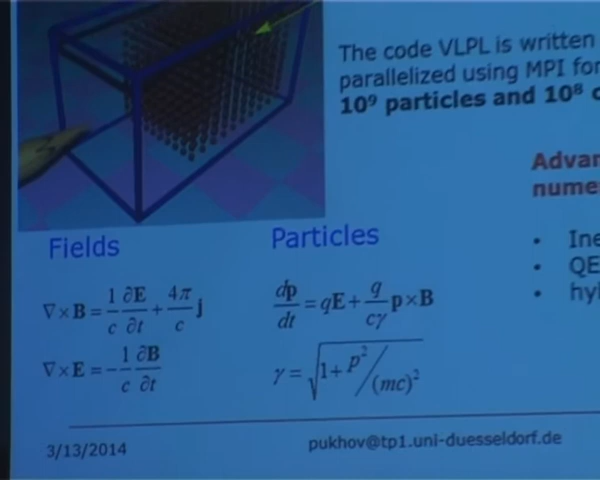 The code VLPL is written
parallelized using MPI for
10⁹ particles and 10⁸
Advan
nume
Fields
Particles
• Ine
• QE
• hyl
∇×B = 1/c ∂E/∂t + 4π/c j
dp/dt = qE + q/cγ p×B
∇×E = −1/c ∂B/∂t
γ = √(1 + p²/(mc)²)
3/13/2014
pukhov@tp1.uni-duesseldorf.de